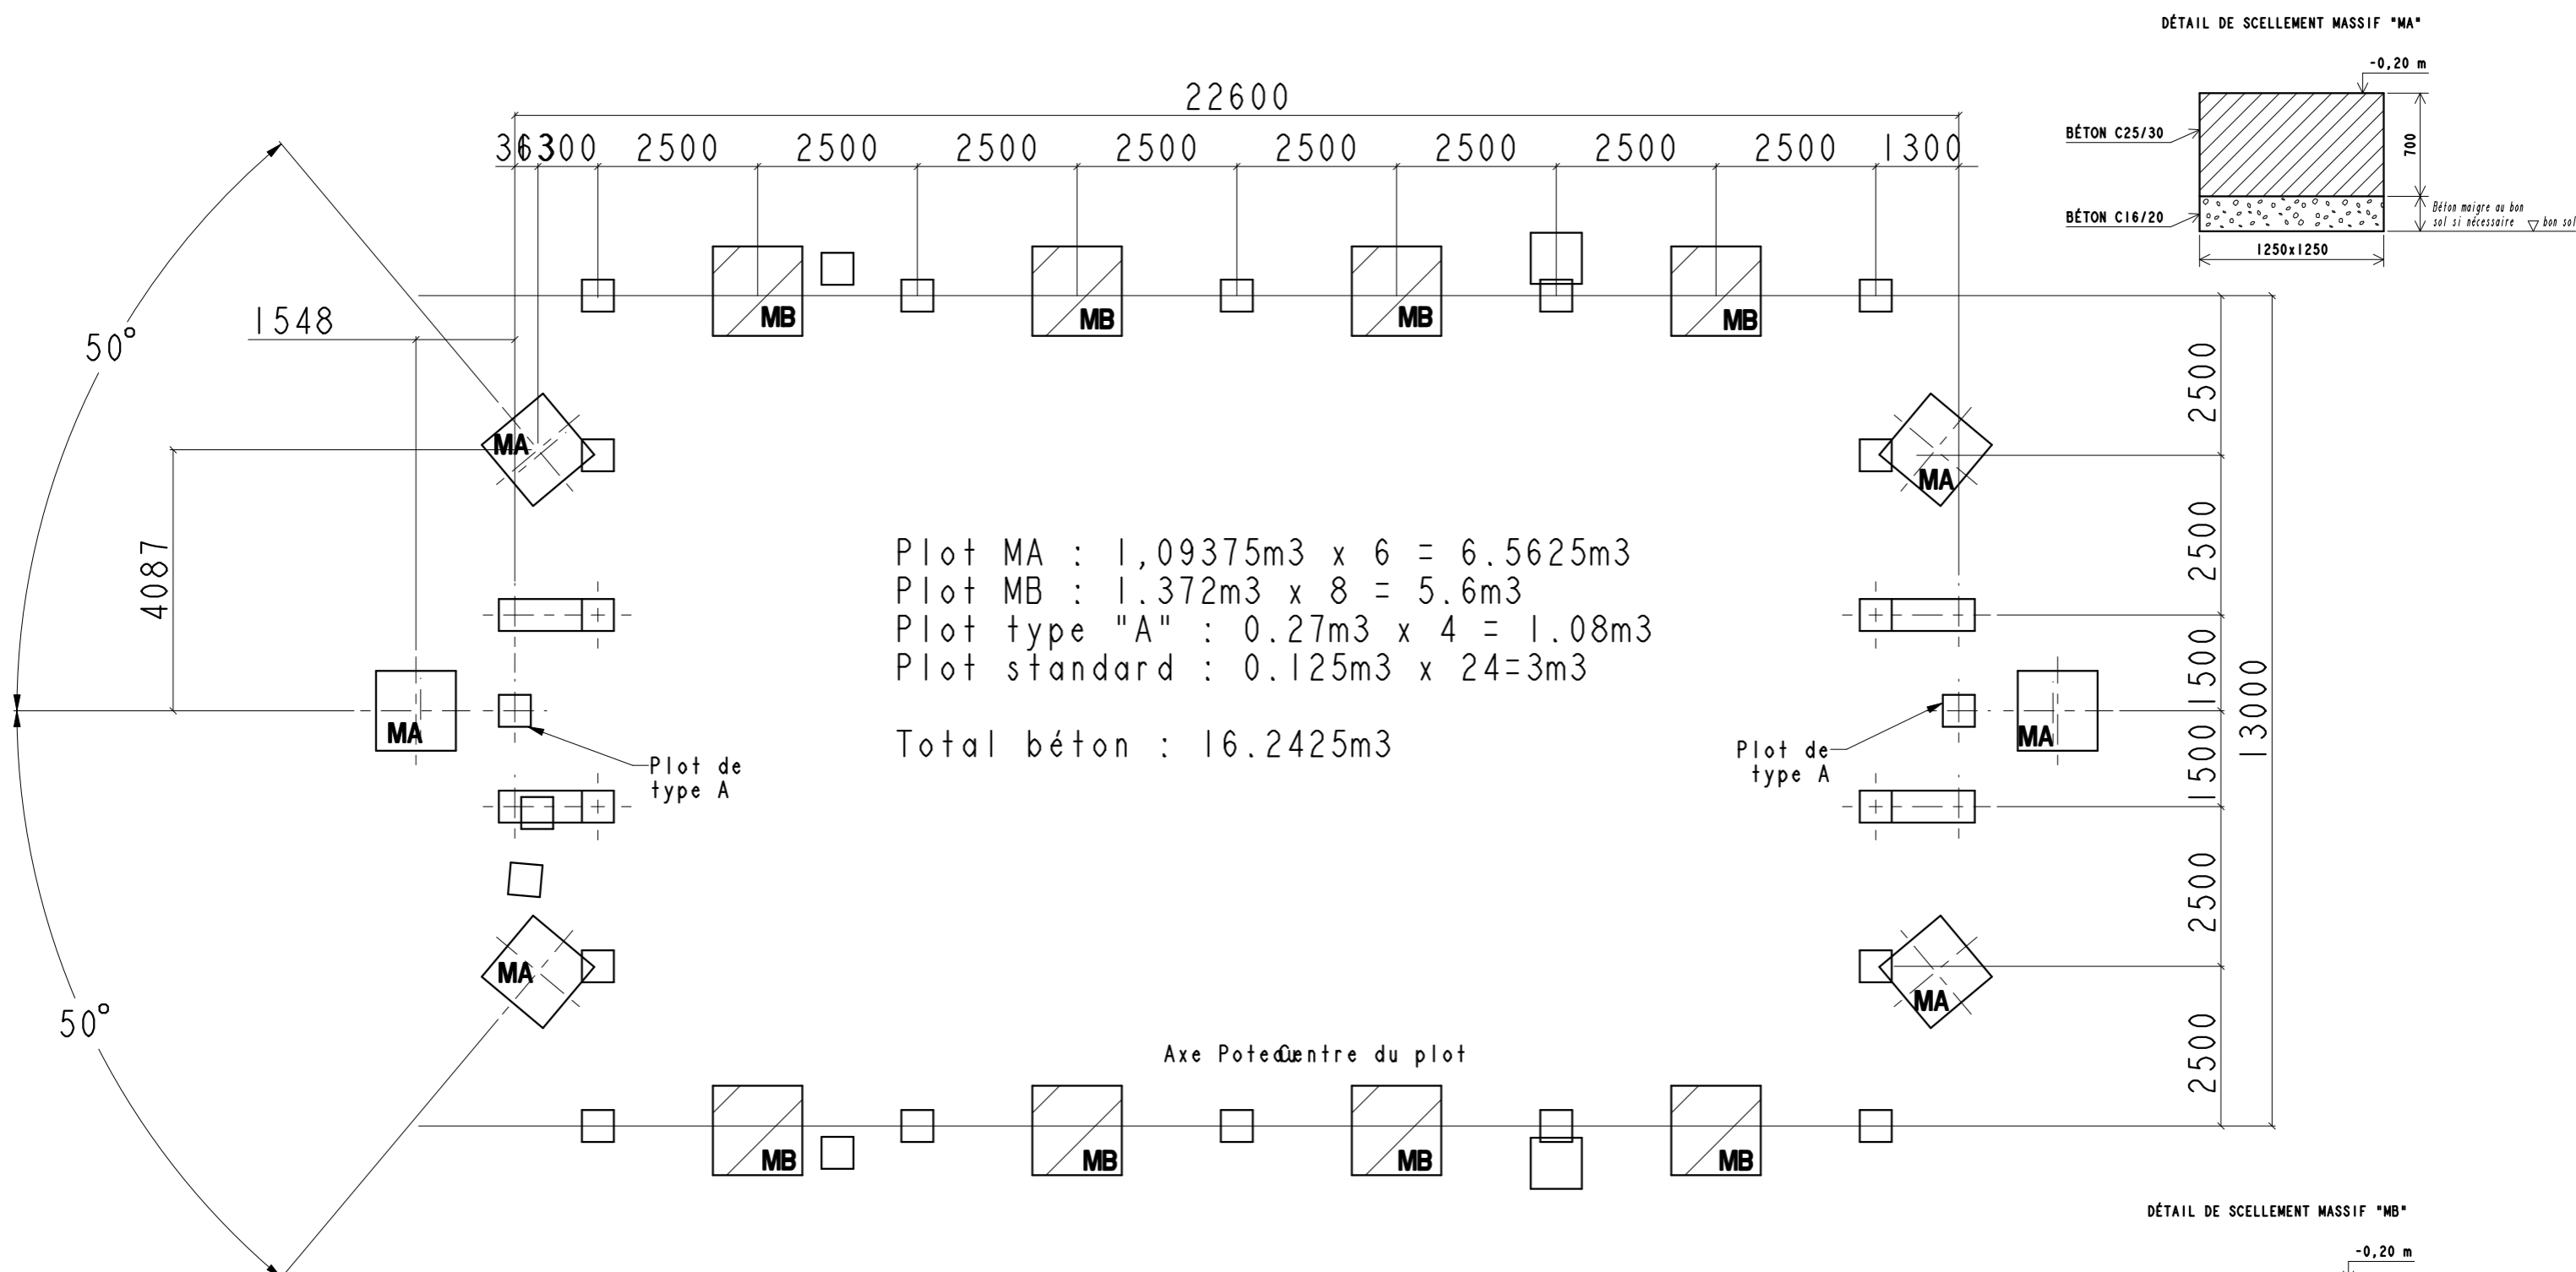 DÉTAIL DE SCELLEMENT MASSIF "MA"
-0,20 m
BÉTON C25/30
700
BÉTON C16/20
Béton maigre au bon
sol si nécessaire
bon sol
1250x1250
22600
363
1300
2500
2500
2500
2500
2500
2500
2500
2500
1300
MB
MB
MB
MB
1548
50°
MA
MA
4087
2500
2500
1500
1500
2500
2500
13000
Plot MA : 1,09375m3 x 6 = 6.5625m3
Plot MB : 1.372m3 x 8 = 5.6m3
Plot type "A" : 0.27m3 x 4 = 1.08m3
Plot standard : 0.125m3 x 24=3m3
Total béton : 16.2425m3
MA
MA
Plot de
type A
Plot de
type A
MA
MA
50°
Axe Poteau
Centre du plot
MB
MB
MB
MB
DÉTAIL DE SCELLEMENT MASSIF "MB"
-0,20 m